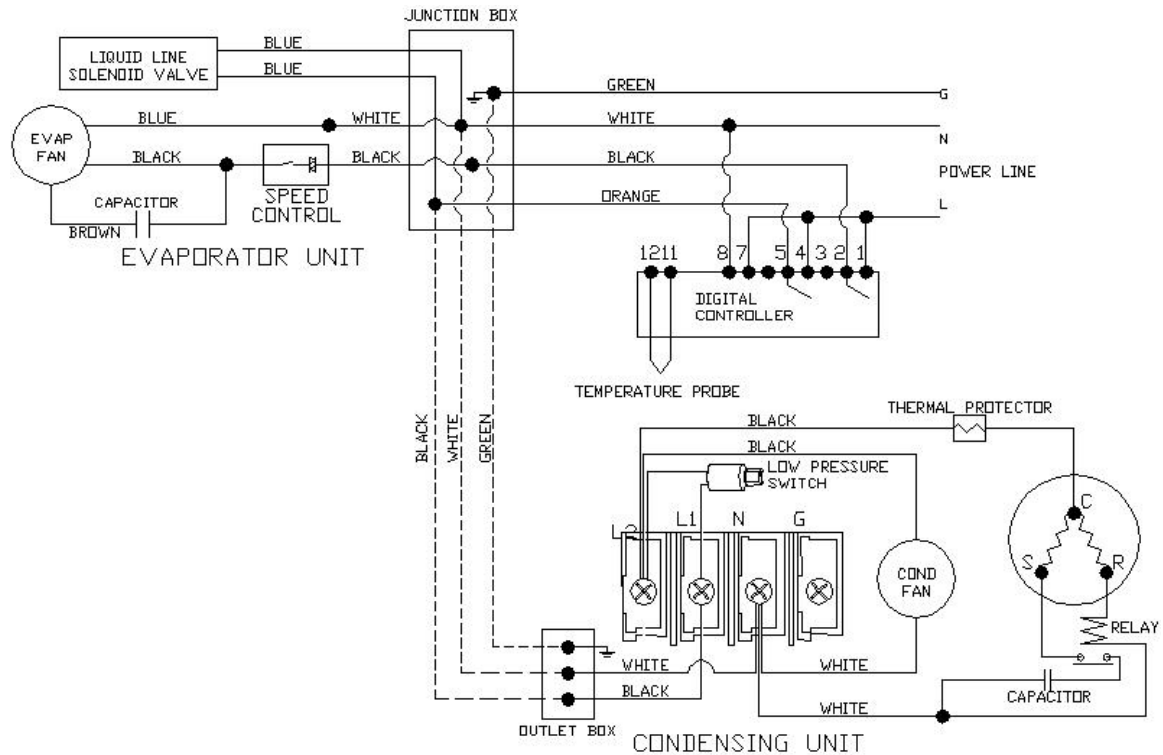 JUNCTION BOX
LIQUID LINE
SOLENOID VALVE
BLUE
BLUE
GREEN
G
BLUE
WHITE
WHITE
N
EVAP
FAN
BLACK
BLACK
BLACK
POWER LINE
SPEED
CONTROL
CAPACITOR
BROWN
ORANGE
L
EVAPORATOR UNIT
12 11 8 7 5 4 3 2 1
DIGITAL
CONTROLLER
TEMPERATURE PROBE
BLACK
WHITE
GREEN
THERMAL PROTECTOR
BLACK
BLACK
LOW PRESSURE
SWITCH
L2 L1 N G
C
S R
COND
FAN
RELAY
WHITE
WHITE
BLACK
CAPACITOR
WHITE
OUTLET BOX
CONDENSING UNIT